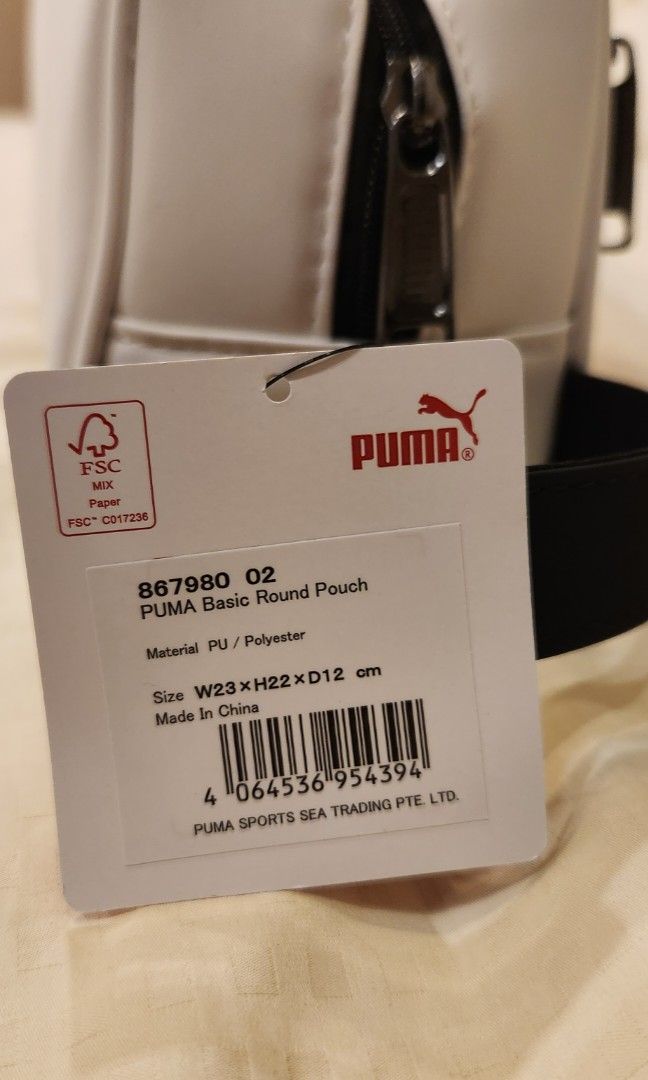 FSC™
MIX
Paper
FSC™ C017236
PUMA®
867980 02
PUMA Basic Round Pouch
Material PU / Polyester
Size W23×H22×D12 cm
Made In China
4 064536 954394
PUMA SPORTS SEA TRADING PTE. LTD.